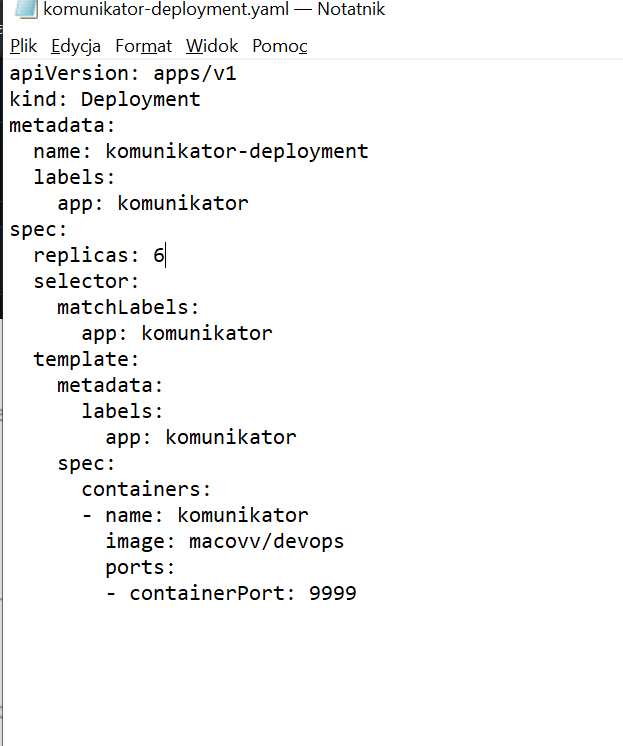 komunikator-deployment.yaml — Notatnik
Plik Edycja Format Widok Pomoc
apiVersion: apps/v1
kind: Deployment
metadata:
  name: komunikator-deployment
  labels:
    app: komunikator
spec:
  replicas: 6
  selector:
    matchLabels:
      app: komunikator
  template:
    metadata:
      labels:
        app: komunikator
    spec:
      containers:
      - name: komunikator
        image: macovv/devops
        ports:
        - containerPort: 9999